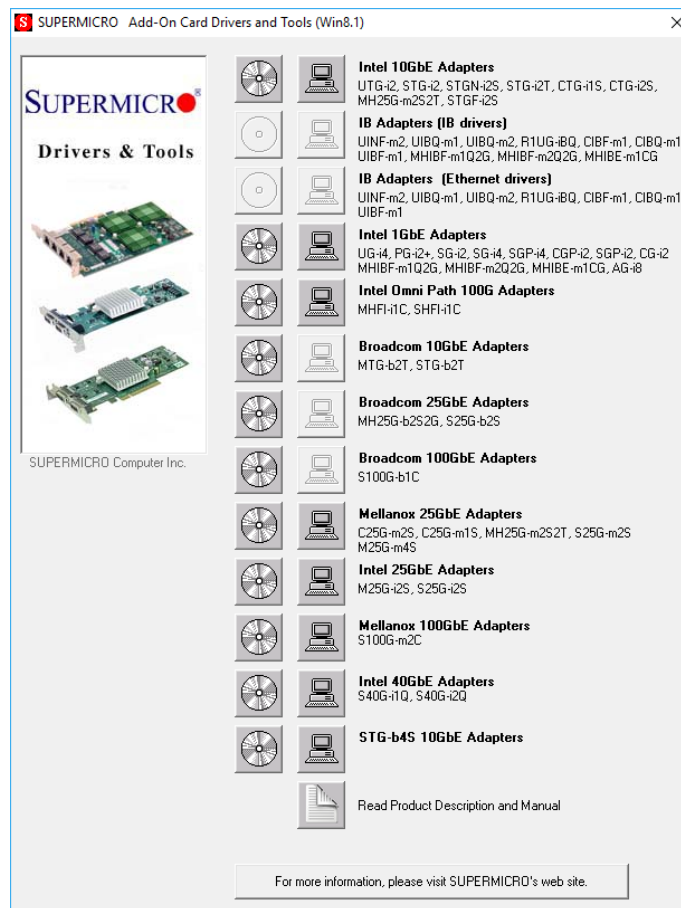 S SUPERMICRO Add-On Card Drivers and Tools (Win8.1)
SUPERMICR®
Drivers & Tools
SUPERMICRO Computer Inc.
Intel 10GbE Adapters
UTG-i2, STG-i2, STGN-i2S, STG-i2T, CTG-i1S, CTG-i2S,
MH25G-m2S2T, STGF-i2S
IB Adapters (IB drivers)
UINF-m2, UIBQ-m1, UIBQ-m2, R1UG-iBQ, CIBF-m1, CIBQ-m1
UIBF-m1, MHIBF-m1Q2G, MHIBF-m2Q2G, MHIBE-m1CG
IB Adapters (Ethernet drivers)
UINF-m2, UIBQ-m1, UIBQ-m2, R1UG-iBQ, CIBF-m1, CIBQ-m1
UIBF-m1
Intel 1GbE Adapters
UG-i4, PG-i2+, SG-i2, SG-i4, SGP-i4, CGP-i2, SGP-i2, CG-i2
MHIBF-m1Q2G, MHIBF-m2Q2G, MHIBE-m1CG, AG-i8
Intel Omni Path 100G Adapters
MHFI-i1C, SHFI-i1C
Broadcom 10GbE Adapters
MTG-b2T, STG-b2T
Broadcom 25GbE Adapters
MH25G-b2S2G, S25G-b2S
Broadcom 100GbE Adapters
S100G-b1C
Mellanox 25GbE Adapters
C25G-m2S, C25G-m1S, MH25G-m2S2T, S25G-m2S
M25G-m4S
Intel 25GbE Adapters
M25G-i2S, S25G-i2S
Mellanox 100GbE Adapters
S100G-m2C
Intel 40GbE Adapters
S40G-i1Q, S40G-i2Q
STG-b4S 10GbE Adapters
Read Product Description and Manual
For more information, please visit SUPERMICRO's web site.